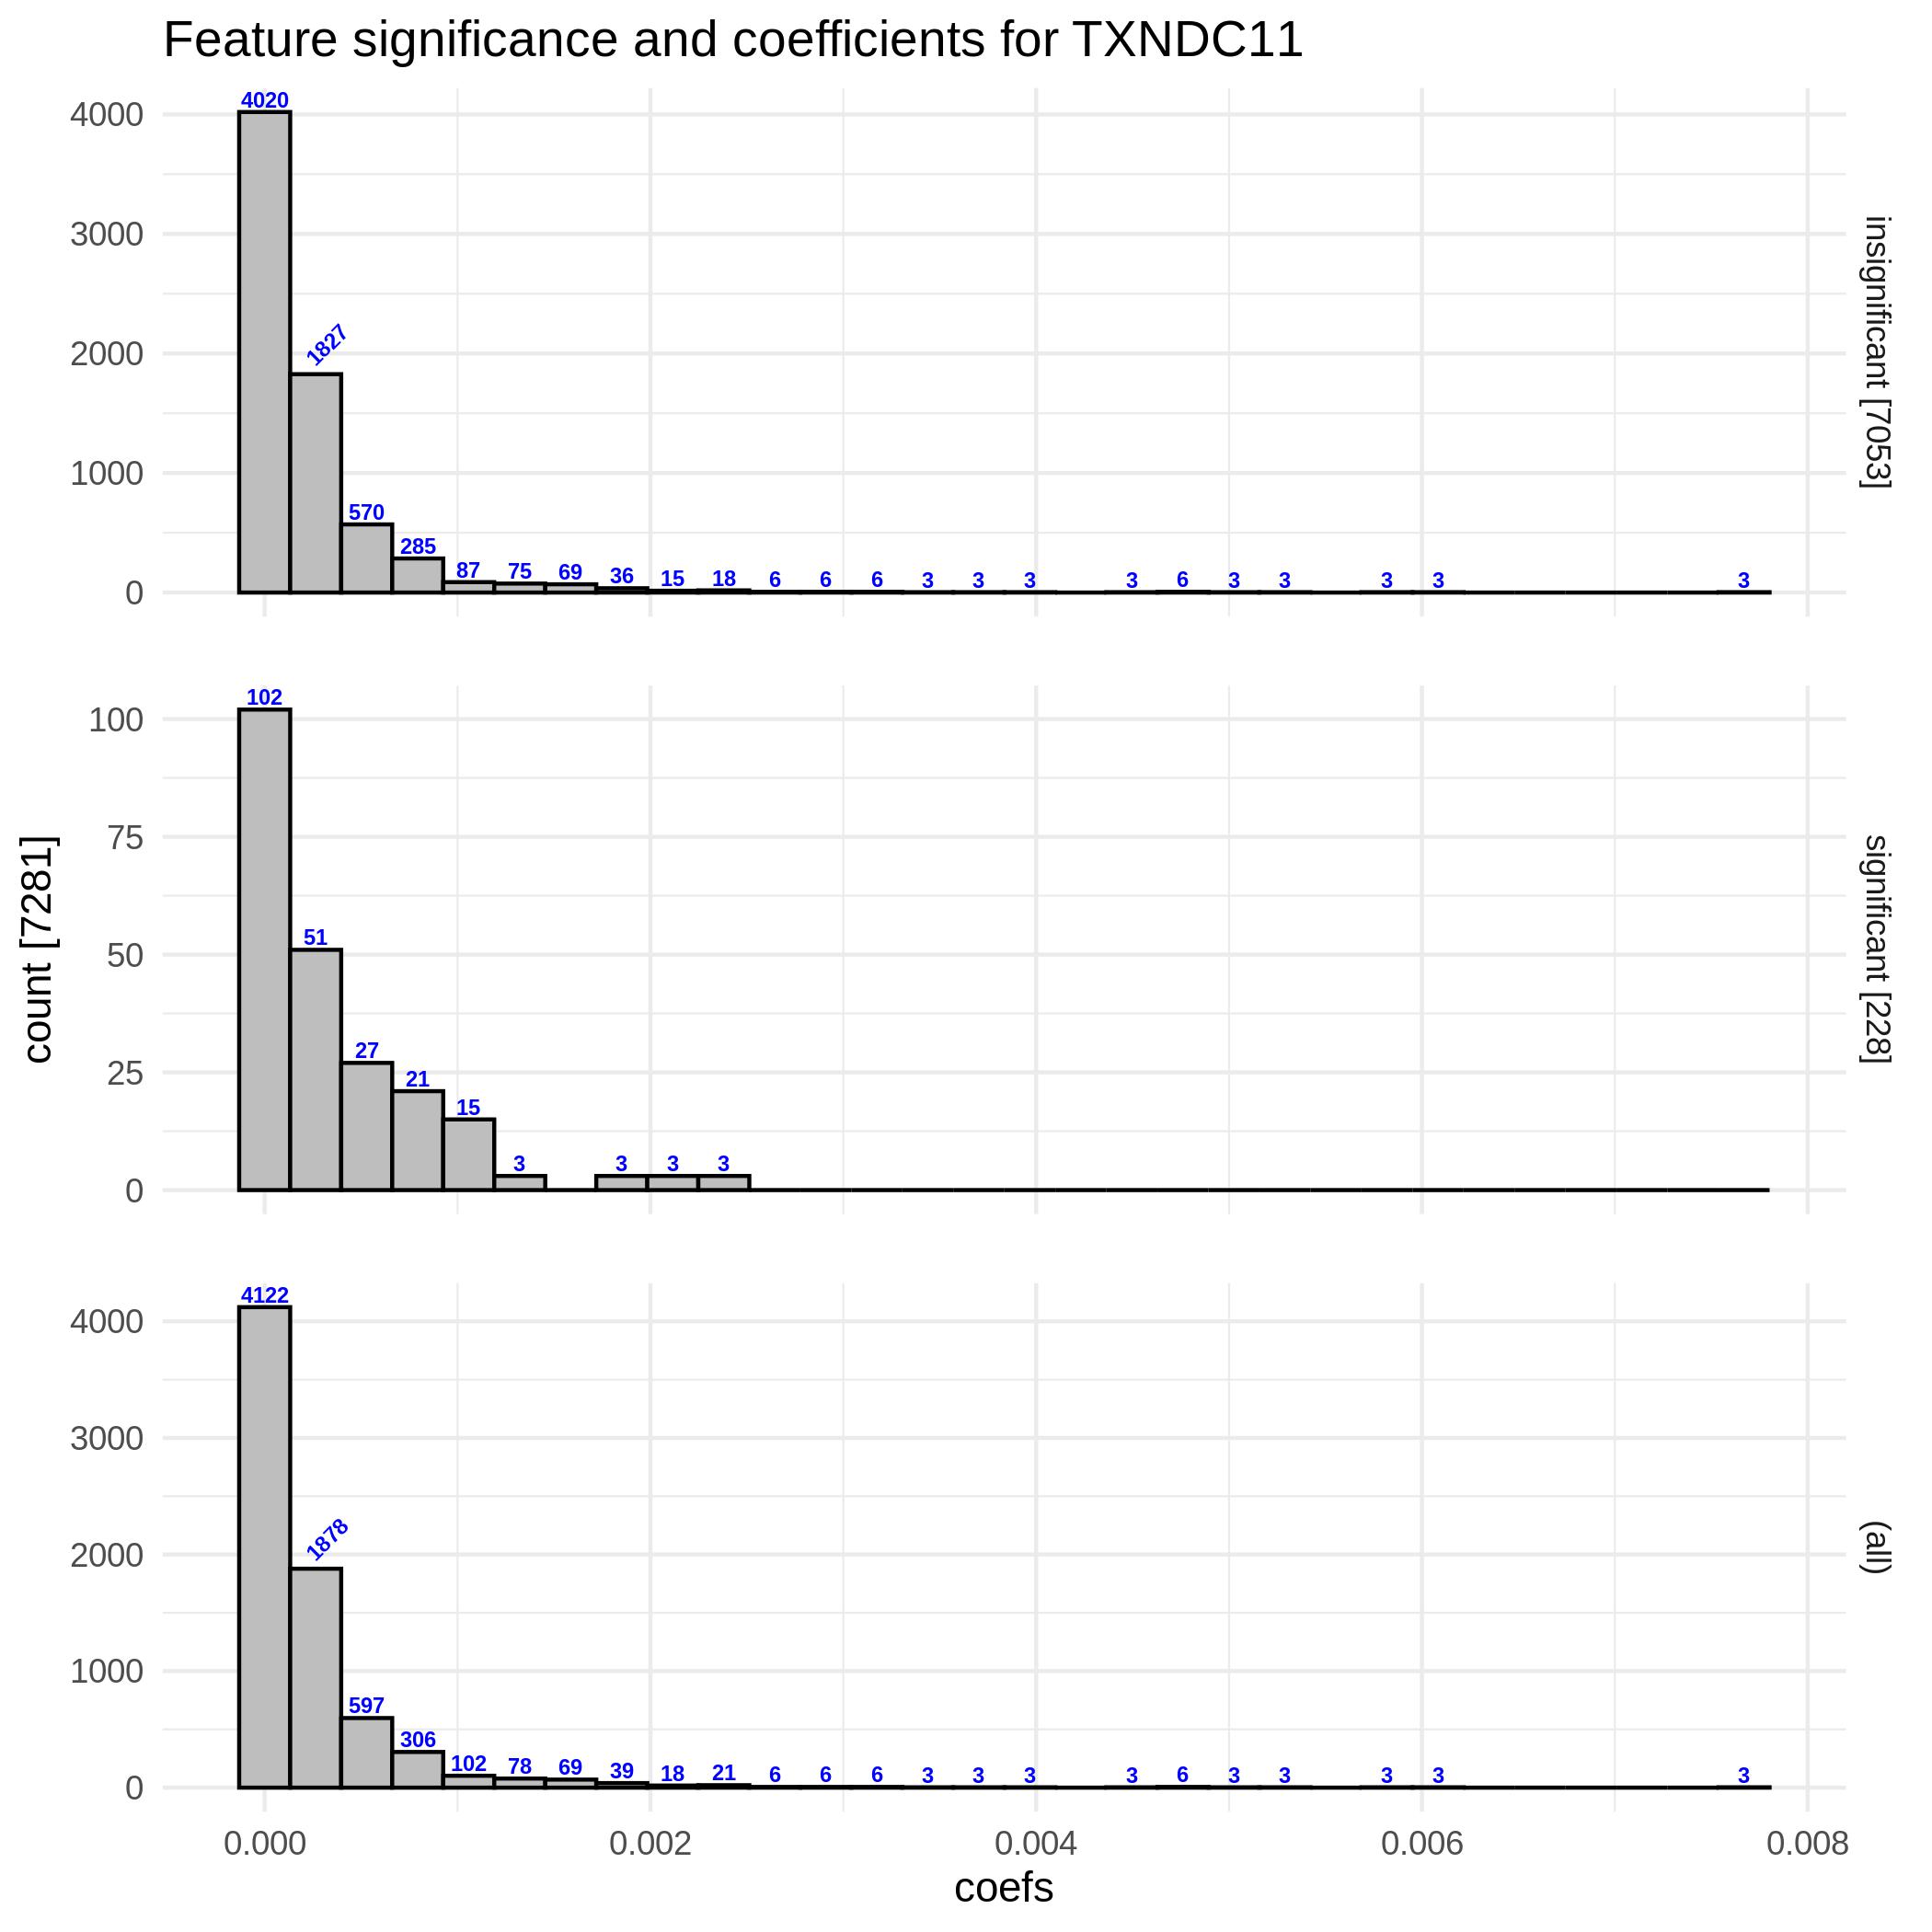 Feature significance and coefficients for TXNDC11
4020
4000
3000
1827
2000
1000
570
285
87 75 69 36 15 18 6 6 6 3 3 3 3 6 3 3 3 3 3
0
insignificant [7053]
102
100
75
51
50
27
25
21
15
3 3 3 3
0
significant [228]
count [7281]
4122
4000
3000
1878
2000
1000
597
306
102 78 69 39 18 21 6 6 6 3 3 3 3 6 3 3 3 3 3
0
(all)
0.000 0.002 0.004 0.006 0.008
coefs